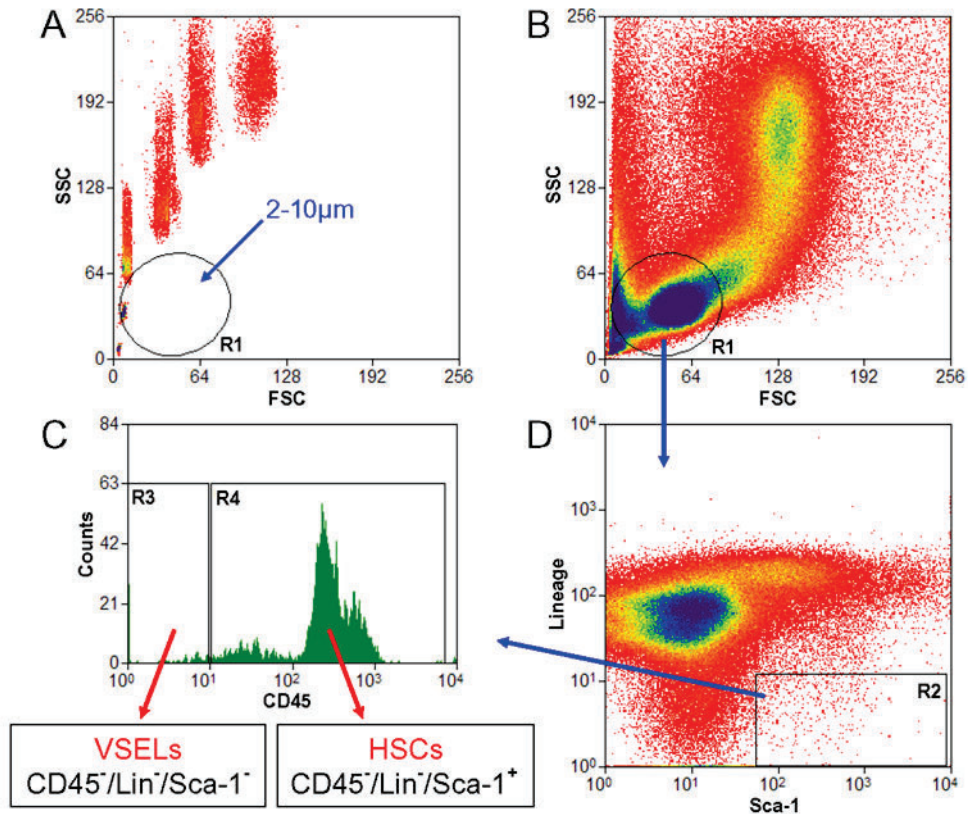 A
256
192
128
64
0
SSC
2-10µm
R1
0 64 128 192 256
FSC
B
256
192
128
64
0
SSC
R1
0 64 128 192 256
FSC
C
84
63
42
21
0
Counts
R3 R4
10⁰ 10¹ 10² 10³ 10⁴
CD45
VSELs
CD45⁻/Lin⁻/Sca-1⁻
HSCs
CD45⁻/Lin⁻/Sca-1⁺
D
10⁴
10³
10²
10¹
10⁰
Lineage
R2
10⁰ 10¹ 10² 10³ 10⁴
Sca-1